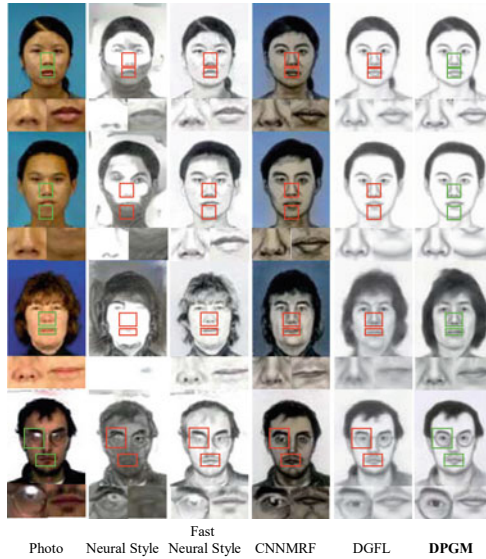 Photo
Neural Style
Fast
Neural Style
CNNMRF
DGFL
DPGM